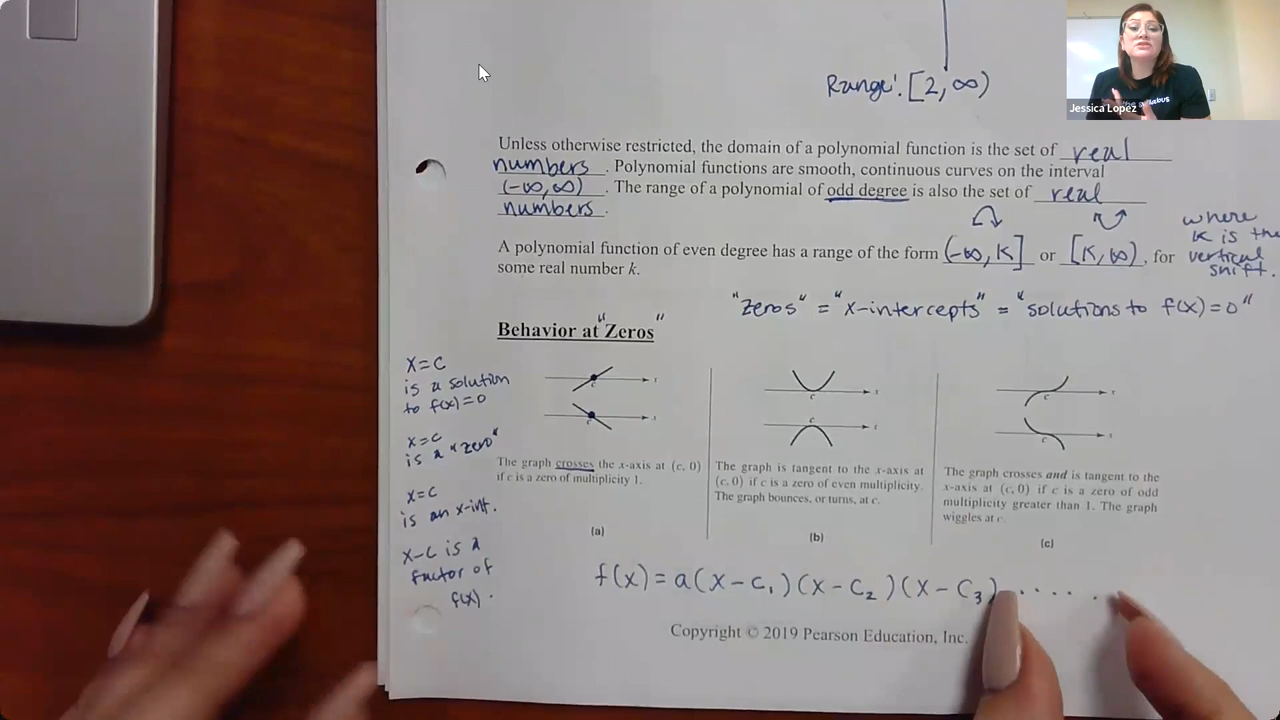 Range: [2, ∞)
Jessica Lopez
Unless otherwise restricted, the domain of a polynomial function is the set of real
numbers. Polynomial functions are smooth, continuous curves on the interval
(-∞, ∞). The range of a polynomial of odd degree is also the set of real
numbers.
where
K is the
vertical
shift.
A polynomial function of even degree has a range of the form (-∞, K] or [K, ∞), for
some real number k.
"Zeros" = "x-intercepts" = "solutions to f(x)=0"
Behavior at "Zeros"
x=c
is a solution
to f(x)=0
x=c
is a "zero"
x=c
is an x-int.
x-c is a
factor of
f(x).
c x
c x
The graph crosses the x-axis at (c, 0)
if c is a zero of multiplicity 1.
(a)
c x
c x
The graph is tangent to the x-axis at
(c, 0) if c is a zero of even multiplicity.
The graph bounces, or turns, at c.
(b)
c x
c x
The graph crosses and is tangent to the
x-axis at (c, 0) if c is a zero of odd
multiplicity greater than 1. The graph
wiggles at c.
(c)
f(x) = a(x-c₁)(x-c₂)(x-c₃)......
Copyright © 2019 Pearson Education, Inc.